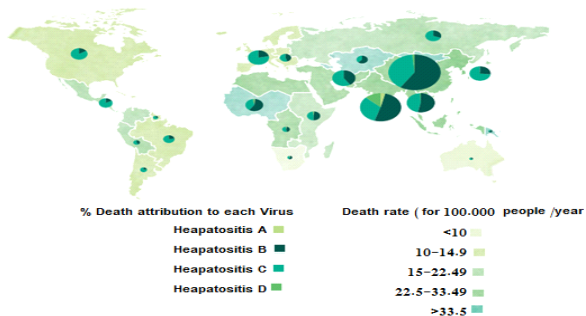 % Death attribution to each Virus
Heapatositis A
Heapatositis B
Heapatositis C
Heapatositis D
Death rate ( for 100.000 people /year
<10
10–14.9
15–22.49
22.5–33.49
>33.5